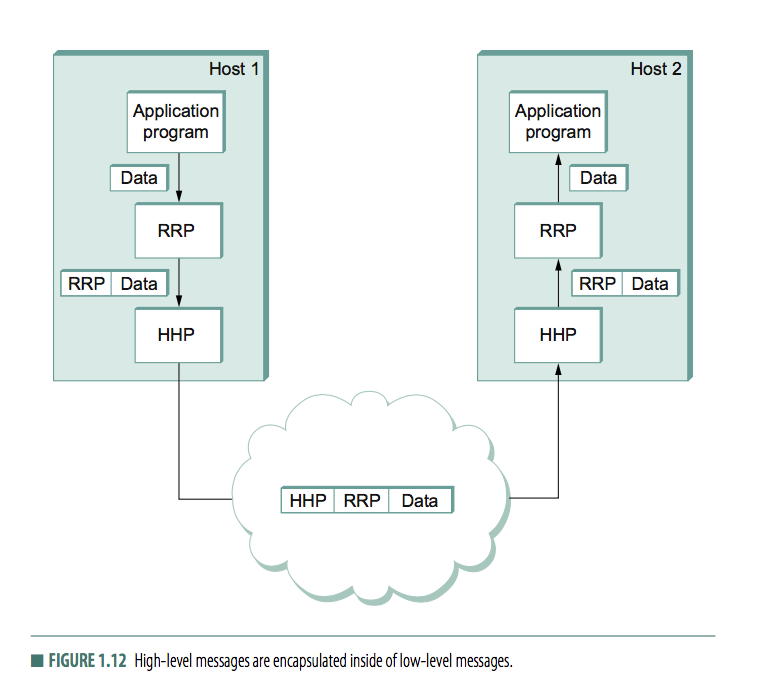 Host 1
Application
program
Data
RRP
RRP Data
HHP
Host 2
Application
program
Data
RRP
RRP Data
HHP
HHP RRP Data
FIGURE 1.12 High-level messages are encapsulated inside of low-level messages.